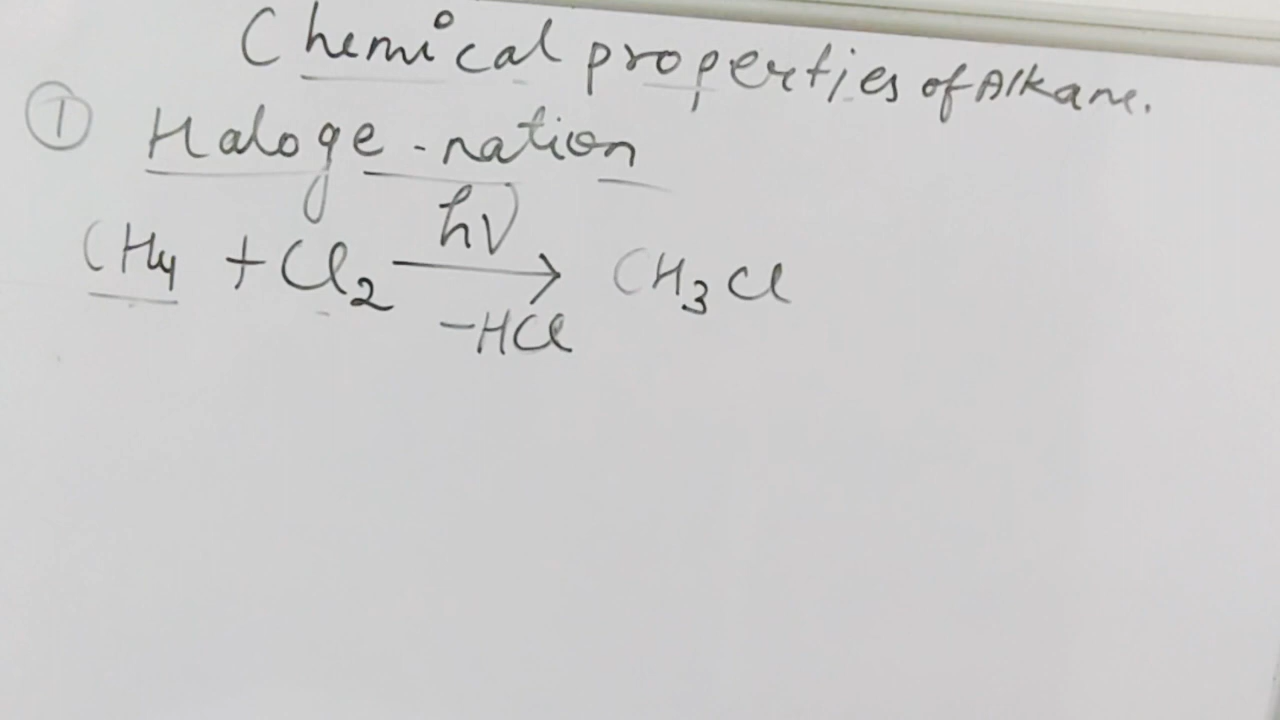 Chemical properties of Alkane.
① Haloge-nation
CH4 + Cl2 hν → -HCl CH3Cl